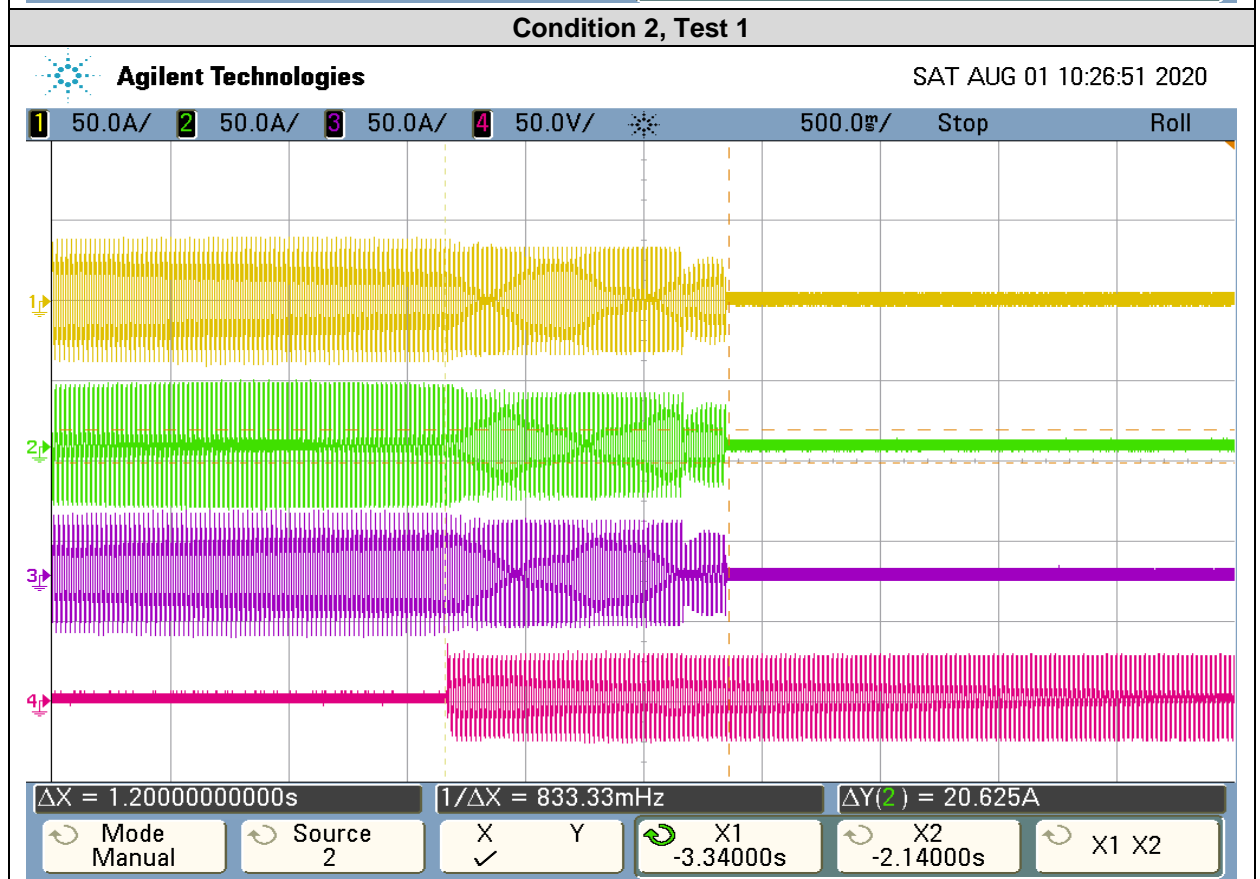 Condition 2, Test 1
Agilent Technologies SAT AUG 01 10:26:51 2020
1 50.0A/ 2 50.0A/ 3 50.0A/ 4 50.0V/ 500.0ms/ Stop Roll
1
2
3
4
ΔX = 1.20000000000s 1/ΔX = 833.33mHz ΔY(2) = 20.625A
Mode Source X Y X1 X2 X1 X2
Manual 2 ✓ -3.34000s -2.14000s